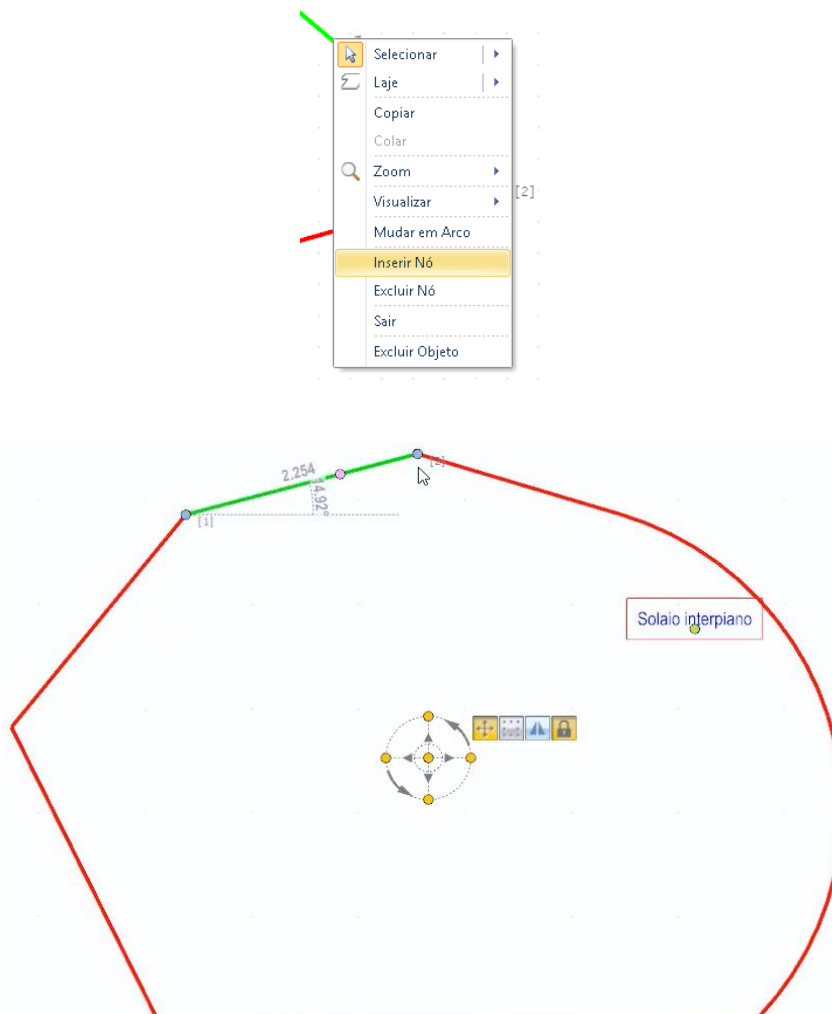 Selecionar
Laje
Copiar
Colar
Zoom
Visualizar
[2]
Mudar em Arco
Inserir Nó
Excluir Nó
Sair
Excluir Objeto
[2]
2.254
14.92°
[1]
Solaio interpiano